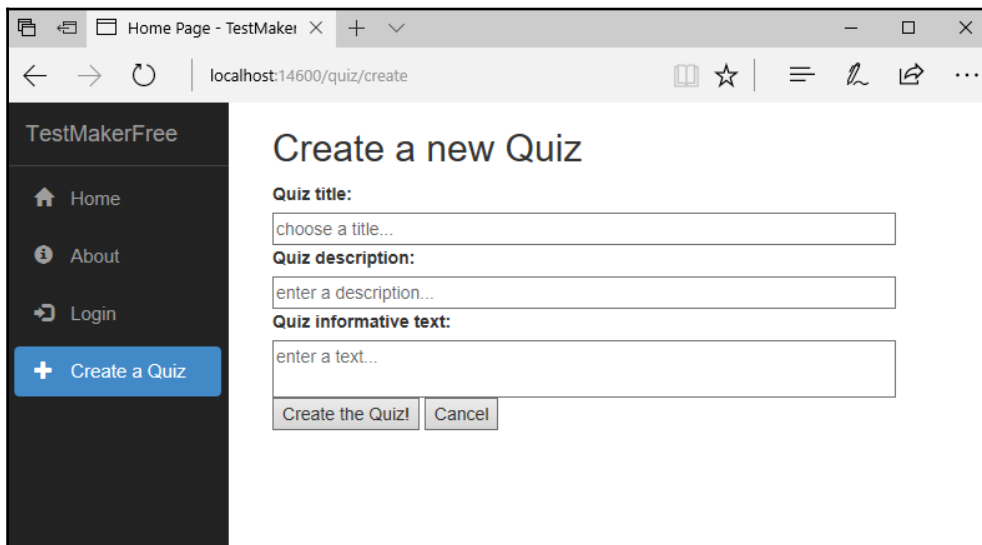 Home Page - TestMaker
localhost:14600/quiz/create
TestMakerFree
Home
About
Login
Create a Quiz
Create a new Quiz
Quiz title:
choose a title...
Quiz description:
enter a description...
Quiz informative text:
enter a text...
Create the Quiz! Cancel